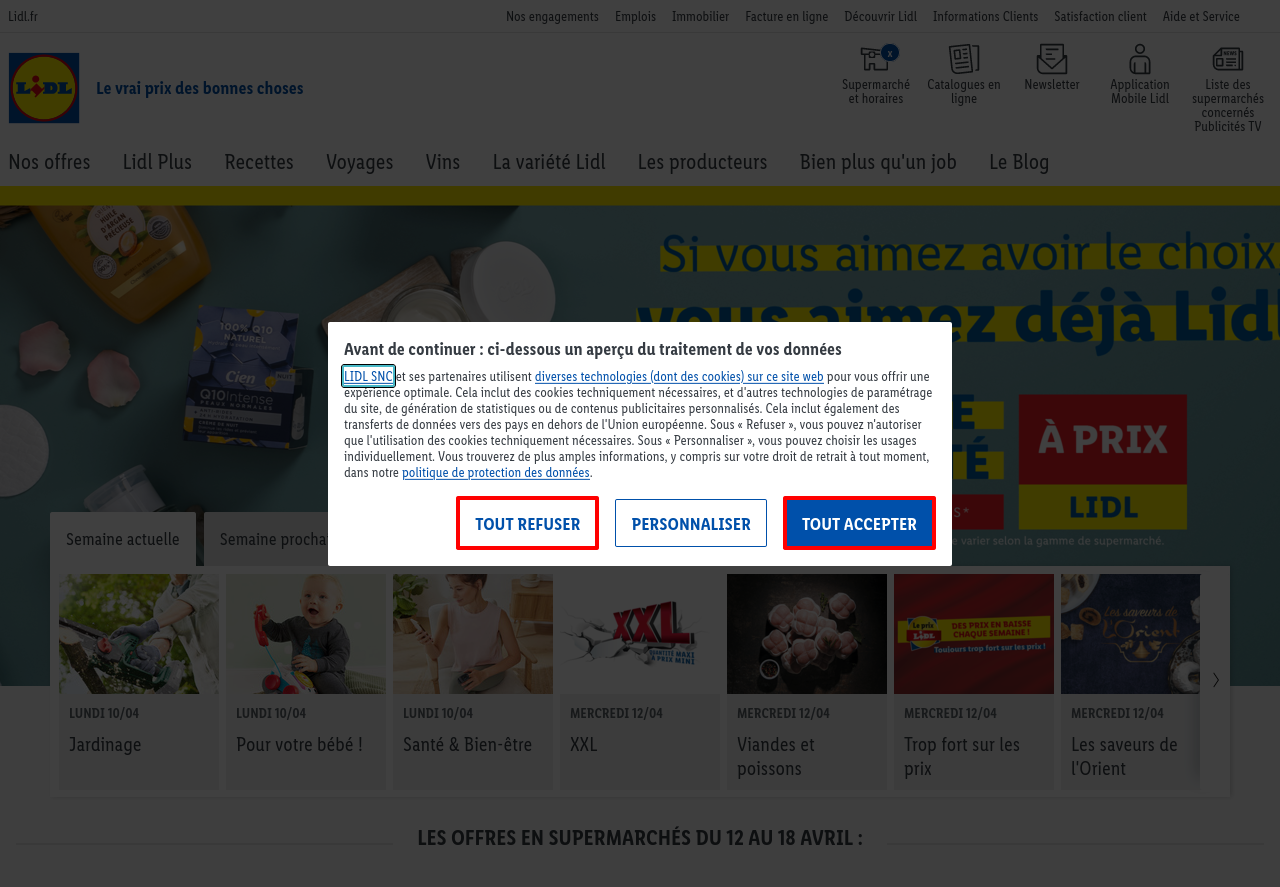 Lidl.fr
Nos engagements Emplois Immobilier Facture en ligne Découvrir Lidl Informations Clients Satisfaction client Aide et Service
LIDL
Le vrai prix des bonnes choses
x
Supermarché et horaires
Catalogues en ligne
Newsletter
Application Mobile Lidl
NEWS
Liste des supermarchés concernés Publicités TV
Nos offres Lidl Plus Recettes Voyages Vins La variété Lidl Les producteurs Bien plus qu'un job Le Blog
HUILE D'ARGAN PRÉCIEUSE
100% Q10
NATUREL
Cien
NUIT
Q10Intense
Si vous aimez avoir le choix
vous aimez déjà Lidl
À PRIX
LIDL
varier selon la gamme de supermarché.
Avant de continuer : ci-dessous un aperçu du traitement de vos données
LIDL SNC et ses partenaires utilisent diverses technologies (dont des cookies) sur ce site web pour vous offrir une
expérience optimale. Cela inclut des cookies techniquement nécessaires, et d'autres technologies de paramétrage
du site, de génération de statistiques ou de contenus publicitaires personnalisés. Cela inclut également des
transferts de données vers des pays en dehors de l'Union européenne. Sous « Refuser », vous pouvez n'autoriser
que l'utilisation des cookies techniquement nécessaires. Sous « Personnaliser », vous pouvez choisir les usages
individuellement. Vous trouverez de plus amples informations, y compris sur votre droit de retrait à tout moment,
dans notre politique de protection des données.
TOUT REFUSER PERSONNALISER TOUT ACCEPTER
Semaine actuelle Semaine procha
XXL
QUANTITÉ MAXI
À PRIX MINI
Le prix
LIDL
DES PRIX EN BAISSE
CHAQUE SEMAINE !
Toujours trop fort sur les prix !
Les saveurs de
l'Orient
LUNDI 10/04 LUNDI 10/04 LUNDI 10/04 MERCREDI 12/04 MERCREDI 12/04 MERCREDI 12/04 MERCREDI 12/04
Jardinage
Pour votre bébé !
Santé & Bien-être
XXL
Viandes et
poissons
Trop fort sur les
prix
Les saveurs de
l'Orient
LES OFFRES EN SUPERMARCHÉS DU 12 AU 18 AVRIL :